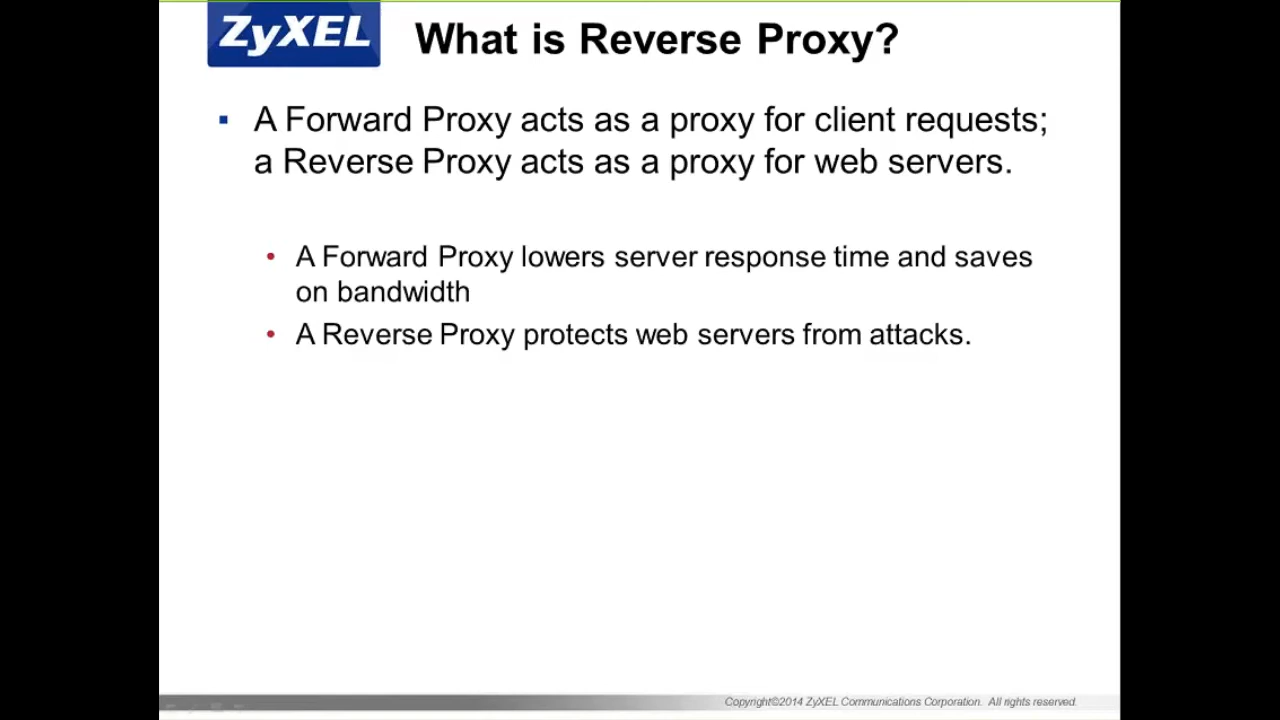 ZyXEL
What is Reverse Proxy?
▪ A Forward Proxy acts as a proxy for client requests;
a Reverse Proxy acts as a proxy for web servers.
• A Forward Proxy lowers server response time and saves
on bandwidth
• A Reverse Proxy protects web servers from attacks.
Copyright©2014 ZyXEL Communications Corporation. All rights reserved.